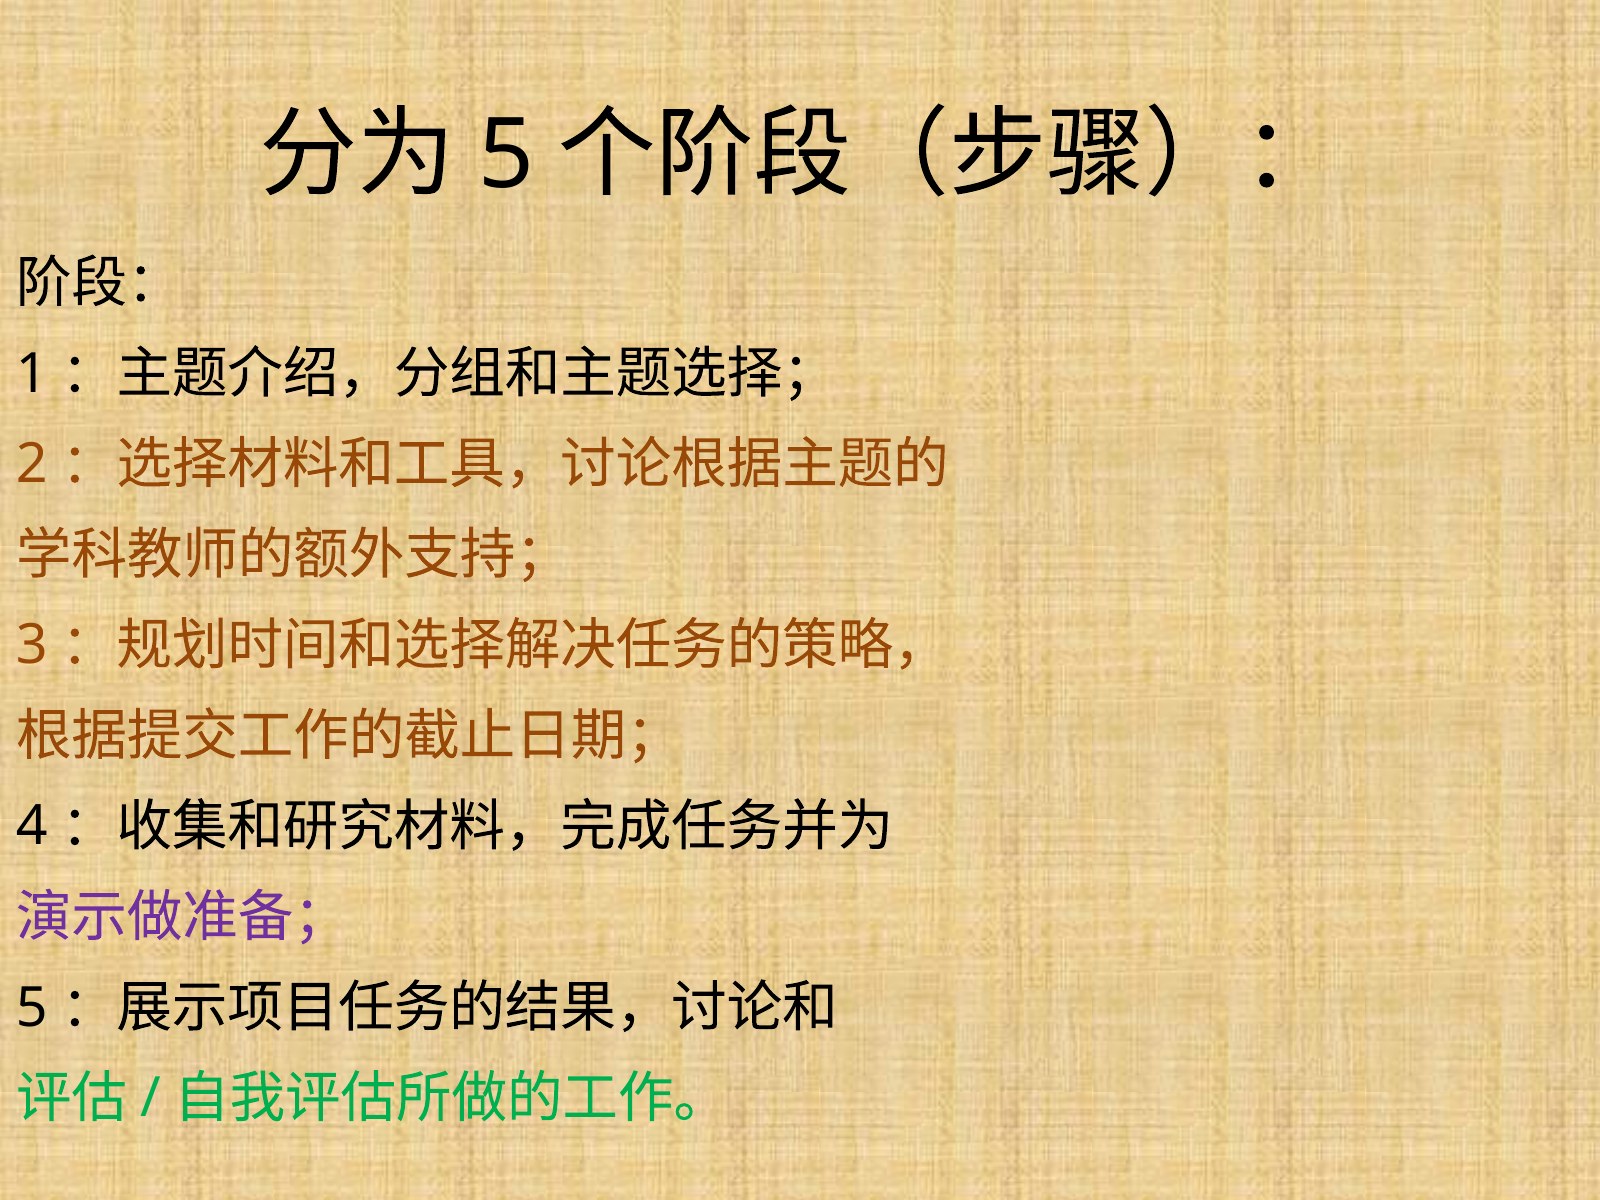 分为 5 个阶段（步骤）：
阶段：
1 ：主题介绍，分组和主题选择；
2 ：选择材料和工具，讨论根据主题的
学科教师的额外支持；
3 ：规划时间和选择解决任务的策略，
根据提交工作的截止日期；
4 ：收集和研究材料，完成任务并为
演示做准备；
5 ：展示项目任务的结果，讨论和
评估 / 自我评估所做的工作。